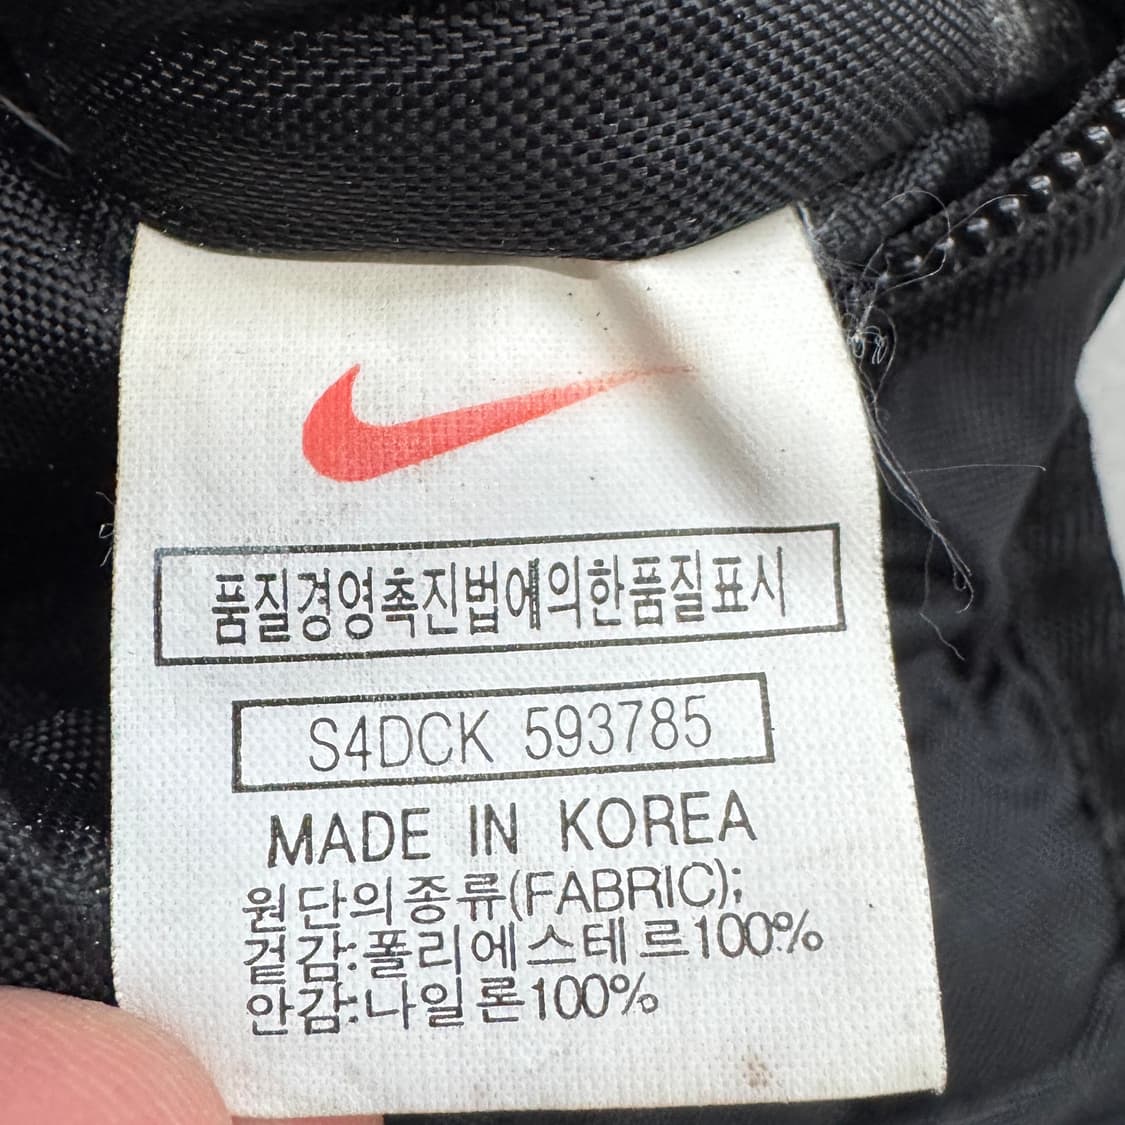 품질경영촉진법에의한품질표시
S4DCK 593785
MADE IN KOREA
원단의종류(FABRIC);
겉감:폴리에스테르100%
안감:나일론100%